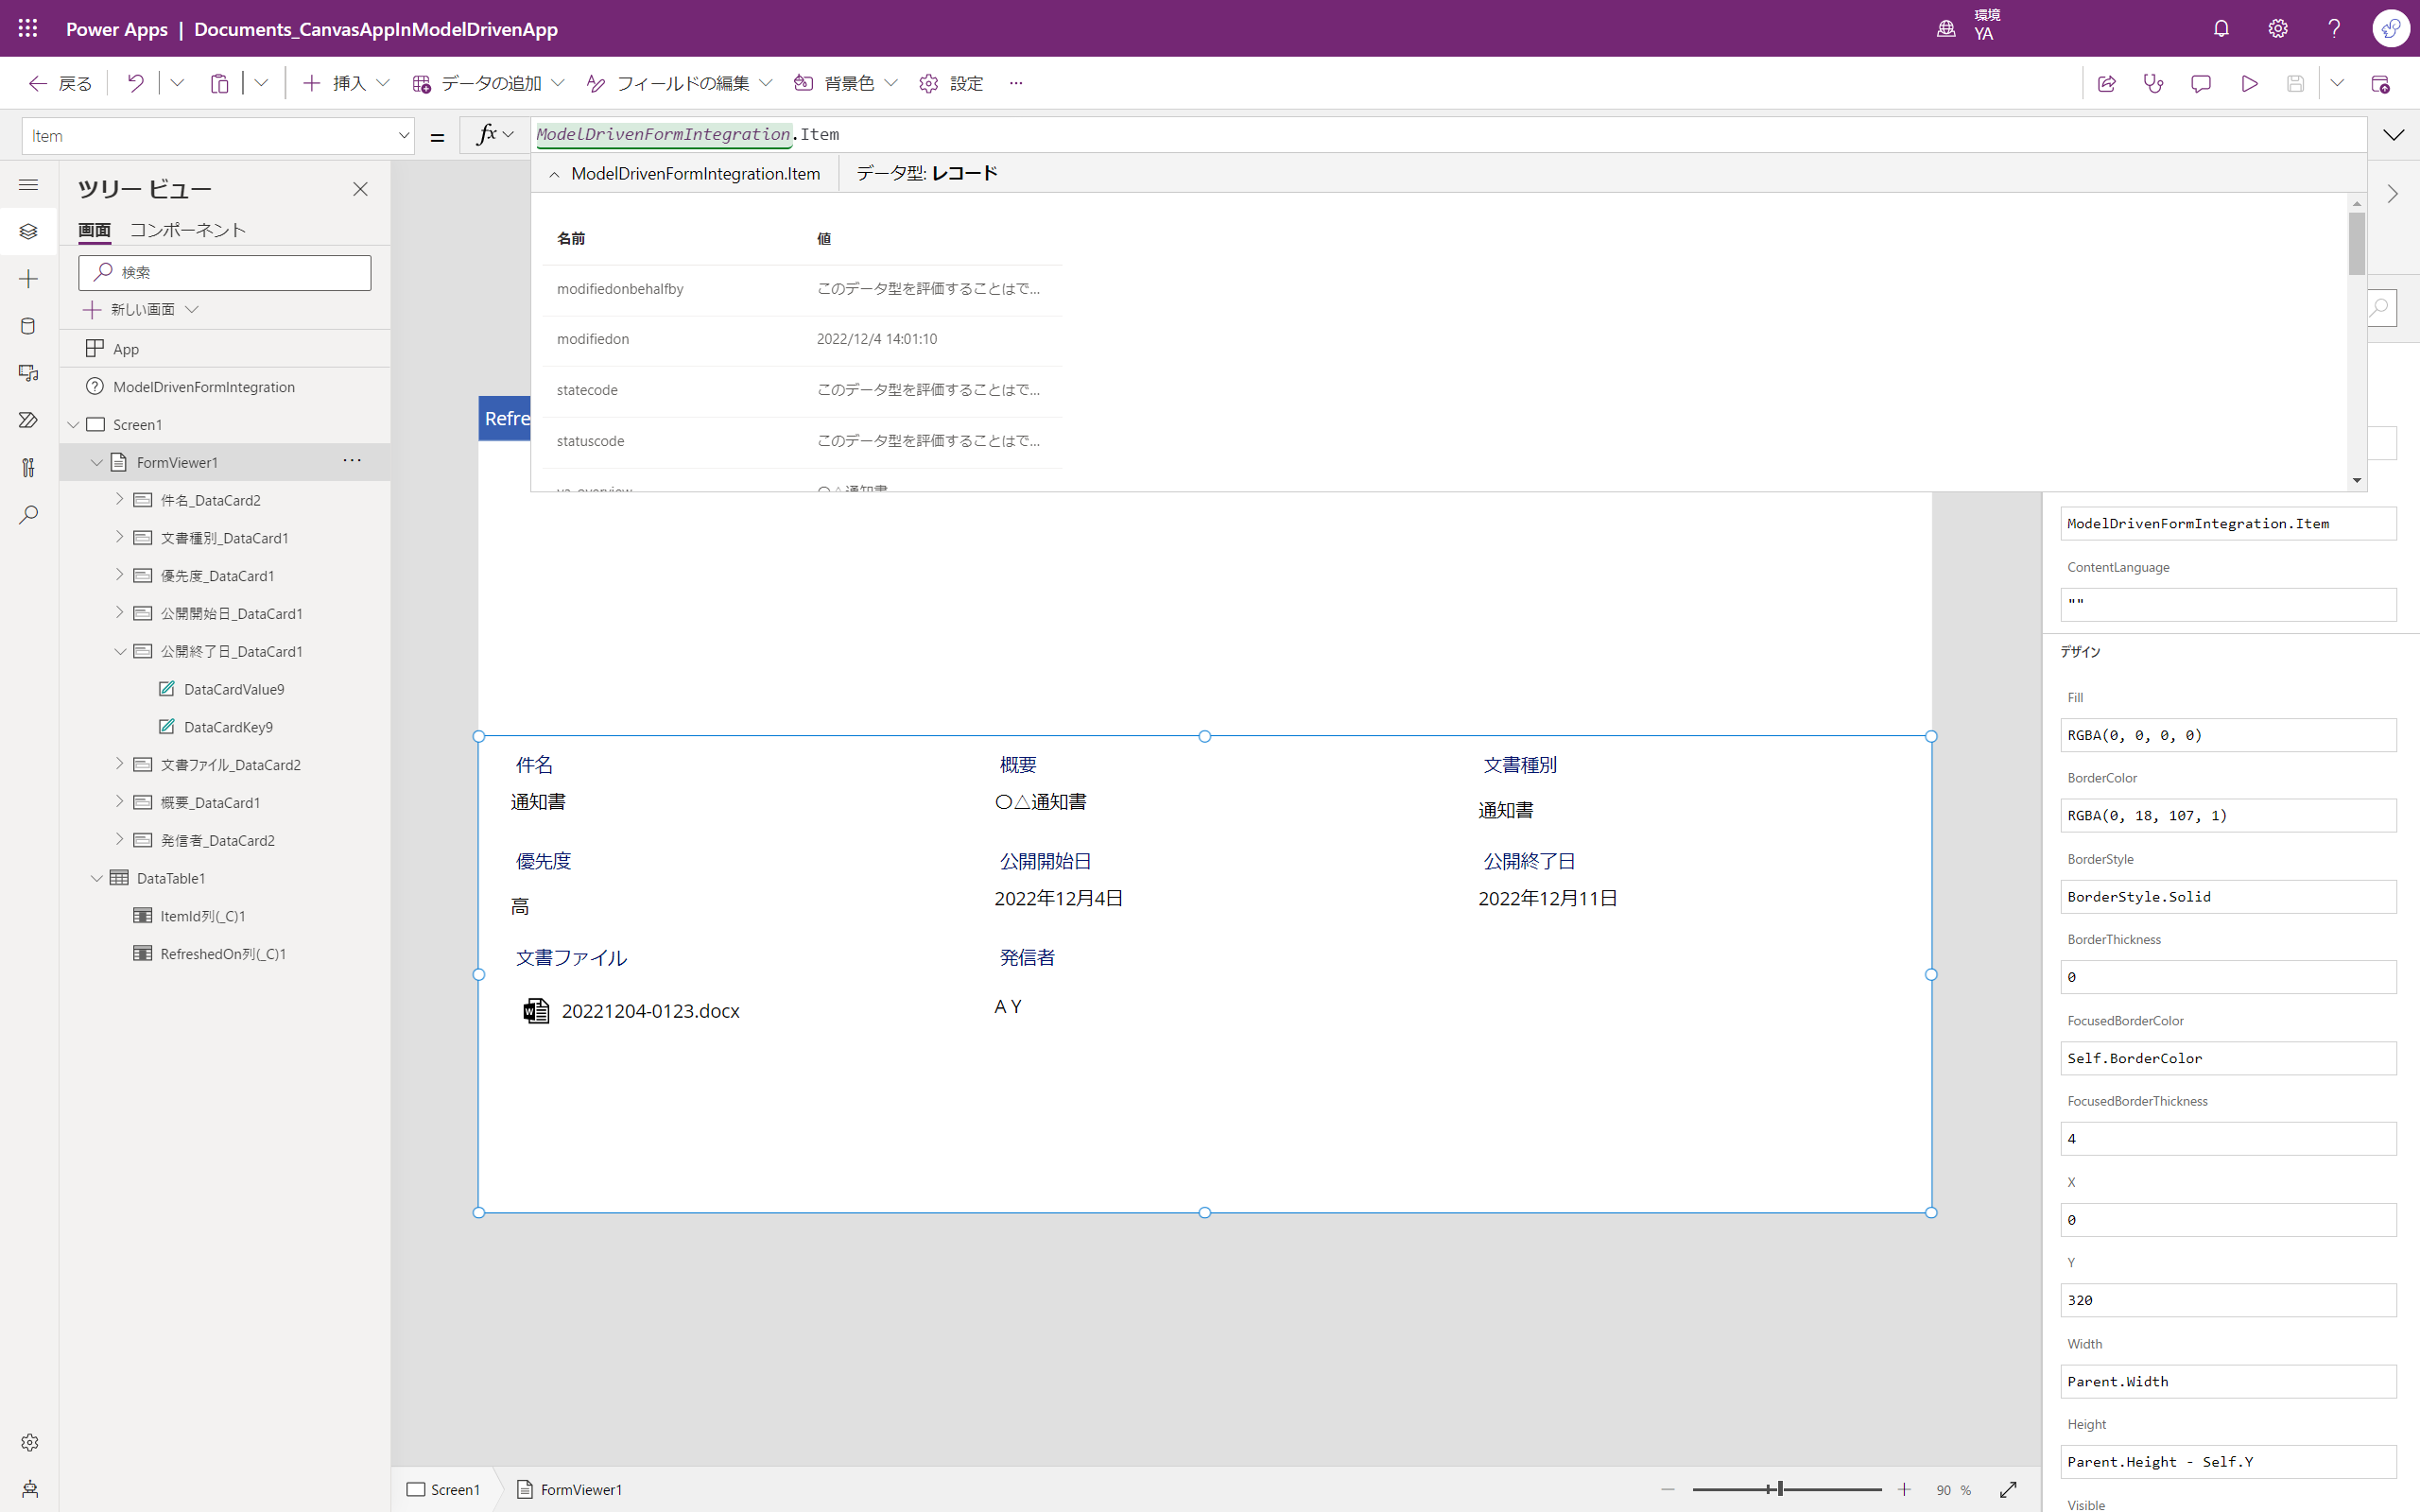 Power Apps | Documents_CanvasAppInModelDrivenApp
環境
YA
戻る
挿入
データの追加
フィールドの編集
背景色
設定
Item
=
fx
ModelDrivenFormIntegration.Item
ModelDrivenFormIntegration.Item
データ型: レコード
名前
値
modifiedonbehalfby
このデータ型を評価することはで...
modifiedon
2022/12/4 14:01:10
statecode
このデータ型を評価することはで...
statuscode
このデータ型を評価することはで...
ya_overview
〇△通知書
ツリー ビュー
画面
コンポーネント
検索
新しい画面
App
ModelDrivenFormIntegration
Screen1
FormViewer1
件名_DataCard2
文書種別_DataCard1
優先度_DataCard1
公開開始日_DataCard1
公開終了日_DataCard1
DataCardValue9
DataCardKey9
文書ファイル_DataCard2
概要_DataCard1
発信者_DataCard2
DataTable1
ItemId列(_C)1
RefreshedOn列(_C)1
Refre
件名
概要
文書種別
通知書
〇△通知書
通知書
優先度
公開開始日
公開終了日
高
2022年12月4日
2022年12月11日
文書ファイル
発信者
20221204-0123.docx
A Y
ModelDrivenFormIntegration.Item
ContentLanguage
""
デザイン
Fill
RGBA(0, 0, 0, 0)
BorderColor
RGBA(0, 18, 107, 1)
BorderStyle
BorderStyle.Solid
BorderThickness
0
FocusedBorderColor
Self.BorderColor
FocusedBorderThickness
4
X
0
Y
320
Width
Parent.Width
Height
Parent.Height - Self.Y
Visible
Screen1
FormViewer1
90 %